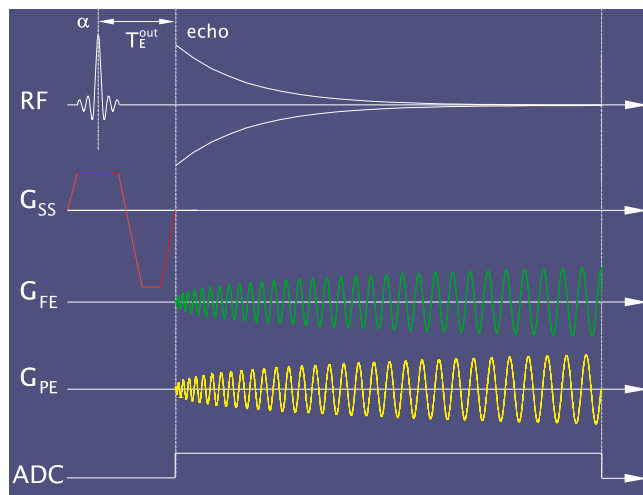 α
T_E^out
echo
RF
G_SS
G_FE
G_PE
ADC